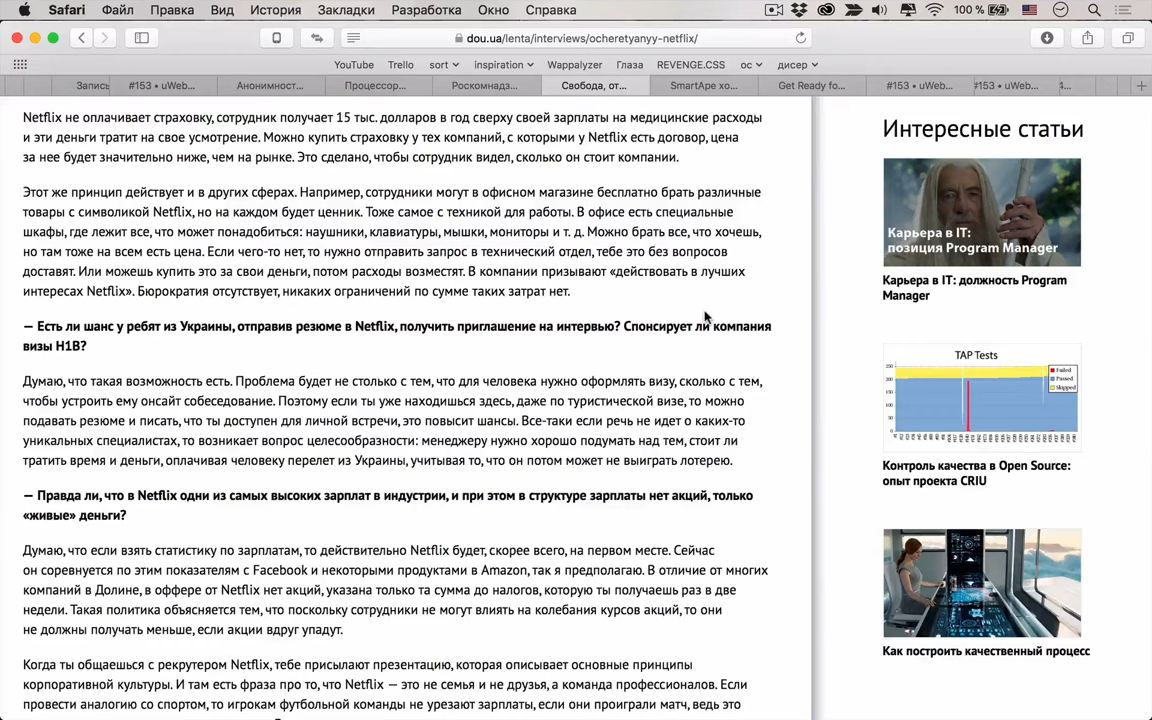 Safari Файл Правка Вид История Закладки Разработка Окно Справка 100 %
dou.ua/lenta/interviews/ocheretyanyy-netflix/
YouTube Trello sort inspiration Wappalyzer Глаза REVENGE.CSS ос дисер
Запись #153 • uWeb... Анонимност... Процессор... Роскомнадз... Свобода, от... SmartApe хо... Get Ready fo... #153 • uWeb... #153 • uWeb...
Netflix не оплачивает страховку, сотрудник получает 15 тыс. долларов в год сверху своей зарплаты на медицинские расходы
и эти деньги тратит на свое усмотрение. Можно купить страховку у тех компаний, с которыми у Netflix есть договор, цена
за нее будет значительно ниже, чем на рынке. Это сделано, чтобы сотрудник видел, сколько он стоит компании.
Этот же принцип действует и в других сферах. Например, сотрудники могут в офисном магазине бесплатно брать различные
товары с символикой Netflix, но на каждом будет ценник. Тоже самое с техникой для работы. В офисе есть специальные
шкафы, где лежит все, что может понадобиться: наушники, клавиатуры, мышки, мониторы и т. д. Можно брать все, что хочешь,
но там тоже на всем есть цена. Если чего-то нет, то нужно отправить запрос в технический отдел, тебе это без вопросов
доставят. Или можешь купить это за свои деньги, потом расходы возместят. В компании призывают «действовать в лучших
интересах Netflix». Бюрократия отсутствует, никаких ограничений по сумме таких затрат нет.
— Есть ли шанс у ребят из Украины, отправив резюме в Netflix, получить приглашение на интервью? Спонсирует ли компания
визы H1B?
Думаю, что такая возможность есть. Проблема будет не столько с тем, что для человека нужно оформлять визу, сколько с тем,
чтобы устроить ему онсайт собеседование. Поэтому если ты уже находишься здесь, даже по туристической визе, то можно
подавать резюме и писать, что ты доступен для личной встречи, это повысит шансы. Все-таки если речь не идет о каких-то
уникальных специалистах, то возникает вопрос целесообразности: менеджеру нужно хорошо подумать над тем, стоит ли
тратить время и деньги, оплачивая человеку перелет из Украины, учитывая то, что он потом может не выиграть лотерею.
— Правда ли, что в Netflix одни из самых высоких зарплат в индустрии, и при этом в структуре зарплаты нет акций, только
«живые» деньги?
Думаю, что если взять статистику по зарплатам, то действительно Netflix будет, скорее всего, на первом месте. Сейчас
он соревнуется по этим показателям с Facebook и некоторыми продуктами в Amazon, так я предполагаю. В отличие от многих
компаний в Долине, в оффере от Netflix нет акций, указана только та сумма до налогов, которую ты получаешь раз в две
недели. Такая политика объясняется тем, что поскольку сотрудники не могут влиять на колебания курсов акций, то они
не должны получать меньше, если акции вдруг упадут.
Когда ты общаешься с рекрутером Netflix, тебе присылают презентацию, которая описывает основные принципы
корпоративной культуры. И там есть фраза про то, что Netflix — это не семья и не друзья, а команда профессионалов. Если
провести аналогию со спортом, то игрокам футбольной команды не урезают зарплаты, если они проиграли матч, ведь это
Интересные статьи
Карьера в IT:
позиция Program Manager
Карьера в IT: должность Program
Manager
TAP Tests
Failed
Passed
Skipped
250
200
150
100
50
0
Контроль качества в Open Source:
опыт проекта CRIU
Как построить качественный процесс